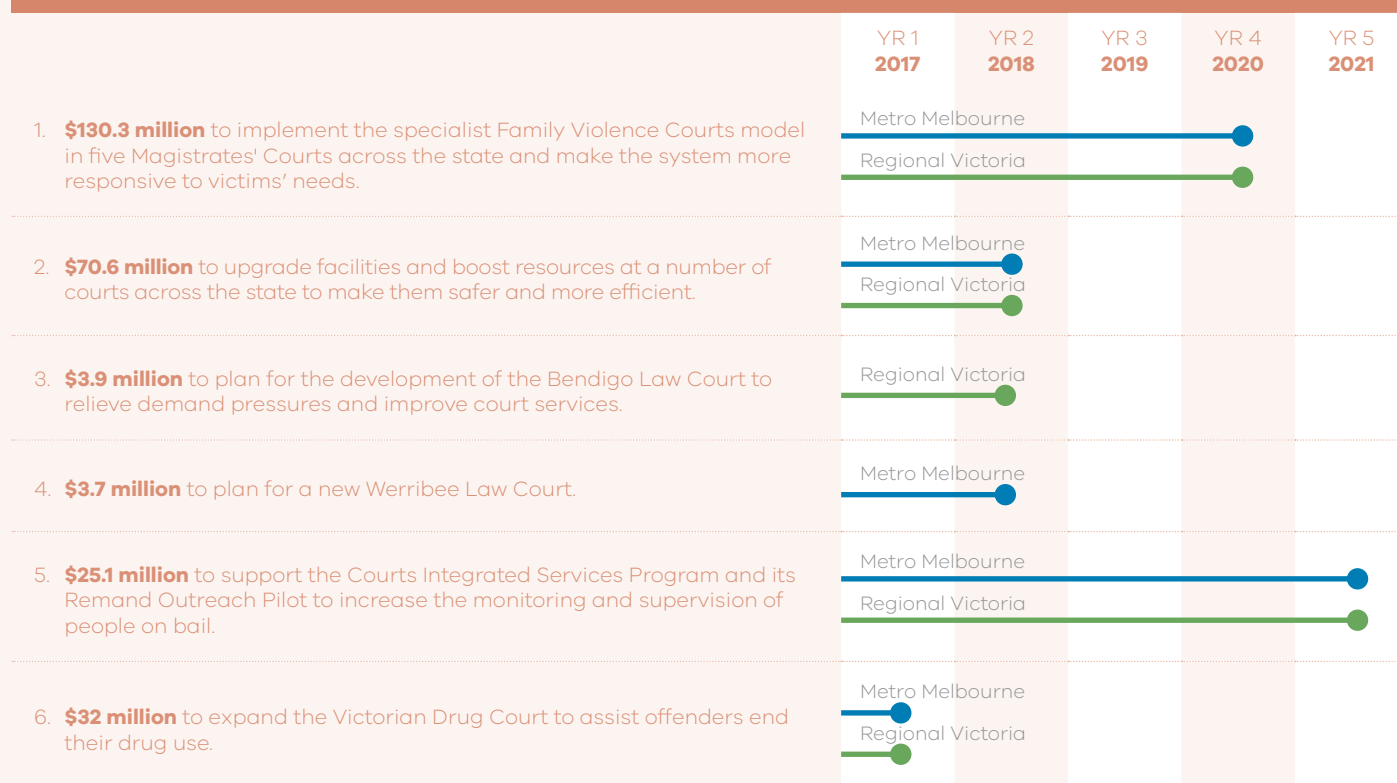 YR 1 YR 2 YR 3 YR 4 YR 5
2017 2018 2019 2020 2021
1. $130.3 million to implement the specialist Family Violence Courts model
in five Magistrates' Courts across the state and make the system more
responsive to victims’ needs.
Metro Melbourne
Regional Victoria
2. $70.6 million to upgrade facilities and boost resources at a number of
courts across the state to make them safer and more efficient.
Metro Melbourne
Regional Victoria
3. $3.9 million to plan for the development of the Bendigo Law Court to
relieve demand pressures and improve court services.
Regional Victoria
4. $3.7 million to plan for a new Werribee Law Court.
Metro Melbourne
5. $25.1 million to support the Courts Integrated Services Program and its
Remand Outreach Pilot to increase the monitoring and supervision of
people on bail.
Metro Melbourne
Regional Victoria
6. $32 million to expand the Victorian Drug Court to assist offenders end
their drug use.
Metro Melbourne
Regional Victoria